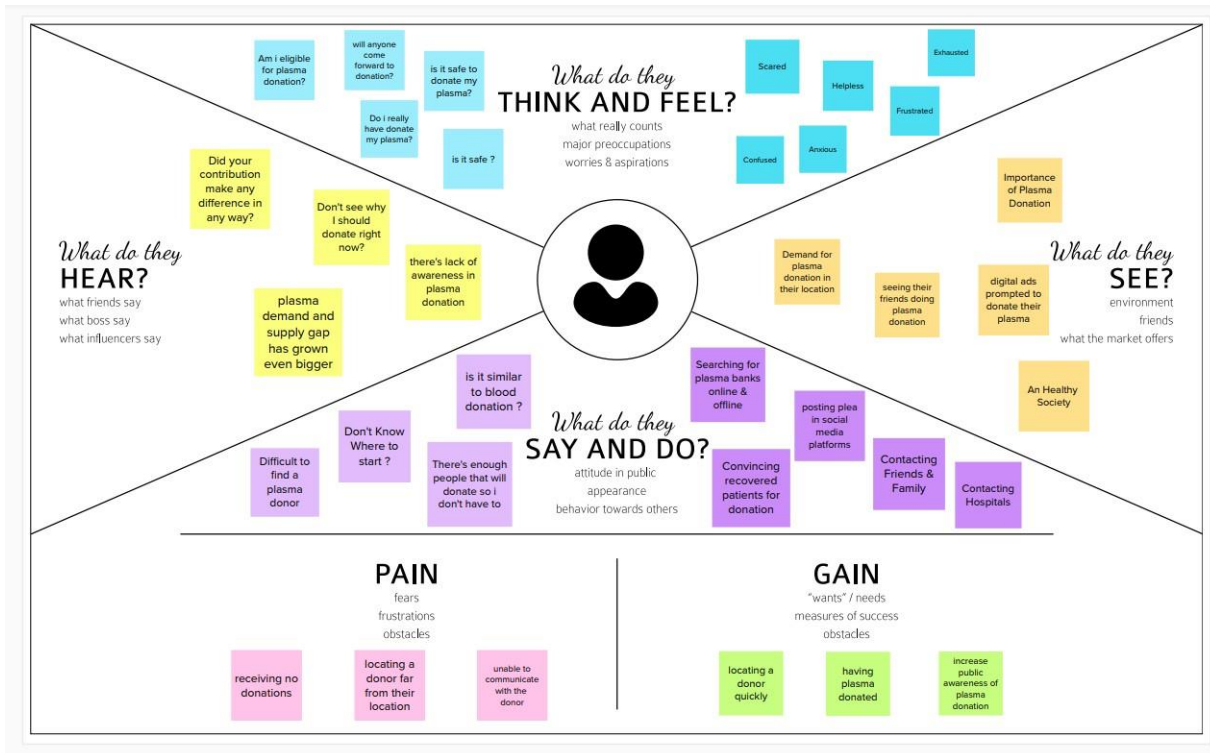 Am i eligible
for plasma
donation?
will anyone
come
forward to
donation?
is it safe to
donate my
plasma?
Do i really
have donate
my plasma?
is it safe ?
What do they
THINK AND FEEL?
what really counts
major preoccupations
worries & aspirations
Scared
Helpless
Exhausted
Frustrated
Anxious
Confused
What do they
HEAR?
what friends say
what boss say
what influencers say
Did your
contribution
make any
difference in
any way?
Don't see why
I should
donate right
now?
there's lack of
awareness in
plasma
donation
plasma
demand and
supply gap
has grown
even bigger
What do they
SEE?
environment
friends
what the market offers
Importance
of Plasma
Donation
Demand for
plasma
donation in
their location
seeing their
friends doing
plasma
donation
digital ads
prompted to
donate their
plasma
An Healthy
Society
What do they
SAY AND DO?
attitude in public
appearance
behavior towards others
is it similar
to blood
donation ?
Don't Know
Where to
start ?
Difficult to
find a
plasma
donor
There's enough
people that will
donate so i
don't have to
Searching for
plasma banks
online &
offline
posting plea
in social
media
platforms
Convincing
recovered
patients for
donation
Contacting
Friends &
Family
Contacting
Hospitals
PAIN
fears
frustrations
obstacles
receiving no
donations
locating a
donor far
from their
location
unable to
communicate
with the
donor
GAIN
"wants" / needs
measures of success
obstacles
locating a
donor
quickly
having
plasma
donated
increase
public
awareness of
plasma
donation